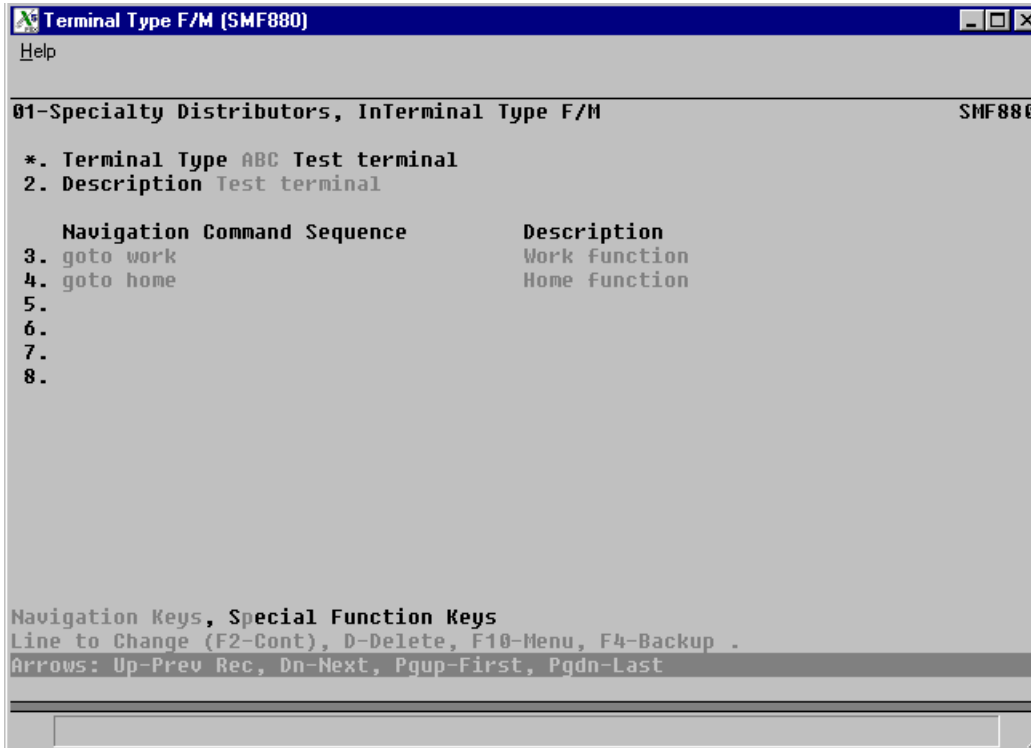 Terminal Type F/M (SMF880)
Help
01-Specialty Distributors, InTerminal Type F/M SMF880
*. Terminal Type ABC Test terminal
2. Description Test terminal
Navigation Command Sequence Description
3. goto work Work function
4. goto home Home function
5.
6.
7.
8.
Navigation Keys, Special Function Keys
Line to Change (F2-Cont), D-Delete, F10-Menu, F4-Backup .
Arrows: Up-Prev Rec, Dn-Next, Pgup-First, Pgdn-Last